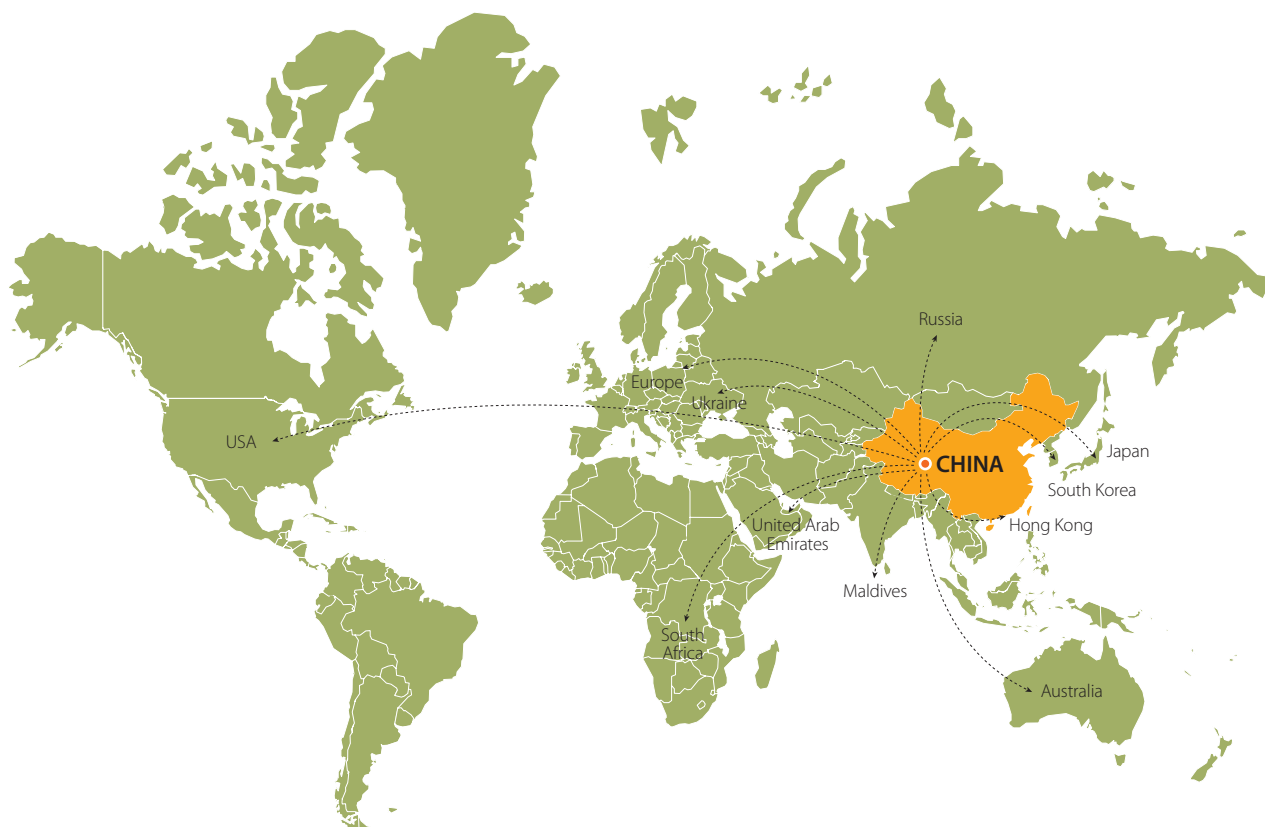 Russia
Europe
Ukraine
USA
Japan
CHINA
South Korea
United Arab
Emirates
Hong Kong
Maldives
South
Africa
Australia